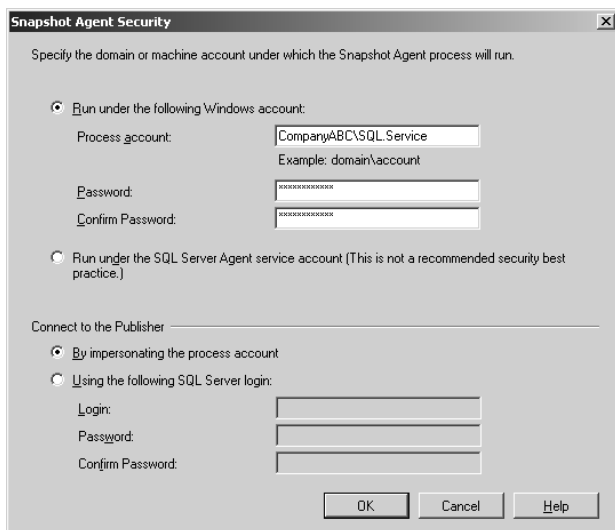 Snapshot Agent Security
Specify the domain or machine account under which the Snapshot Agent process will run.
Run under the following Windows account:
Process account: CompanyABC\SQL.Service
Example: domain\account
Password: ************
Confirm Password: ************
Run under the SQL Server Agent service account (This is not a recommended security best
practice.)
Connect to the Publisher
By impersonating the process account
Using the following SQL Server login:
Login:
Password:
Confirm Password:
OK Cancel Help